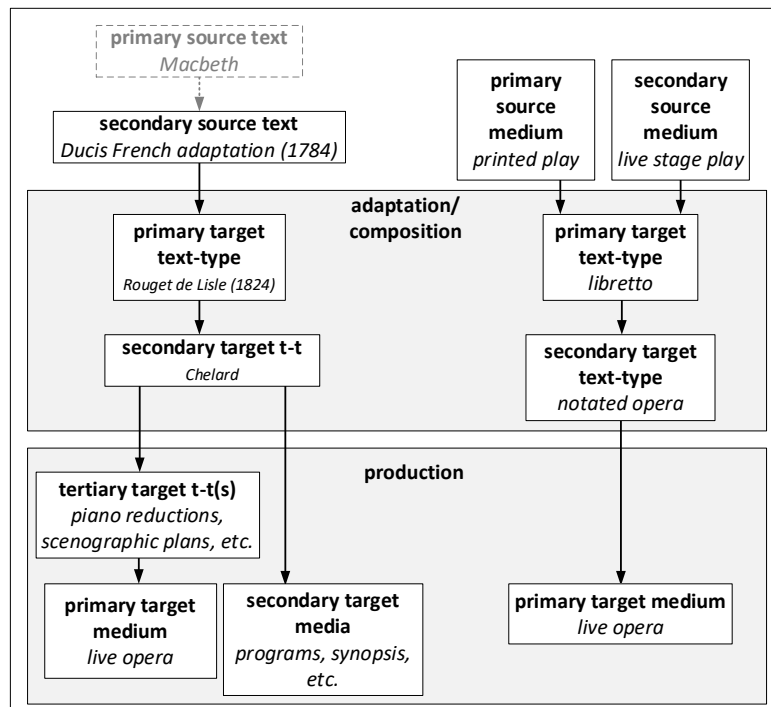 primary source text
Macbeth
secondary source text
Ducis French adaptation (1784)
primary
source
medium
printed play
secondary
source
medium
live stage play
adaptation/
composition
primary target
text-type
Rouget de Lisle (1824)
primary target
text-type
libretto
secondary target t-t
Chelard
secondary target
text-type
notated opera
production
tertiary target t-t(s)
piano reductions,
scenographic plans, etc.
primary target
medium
live opera
secondary target
media
programs, synopsis,
etc.
primary target medium
live opera